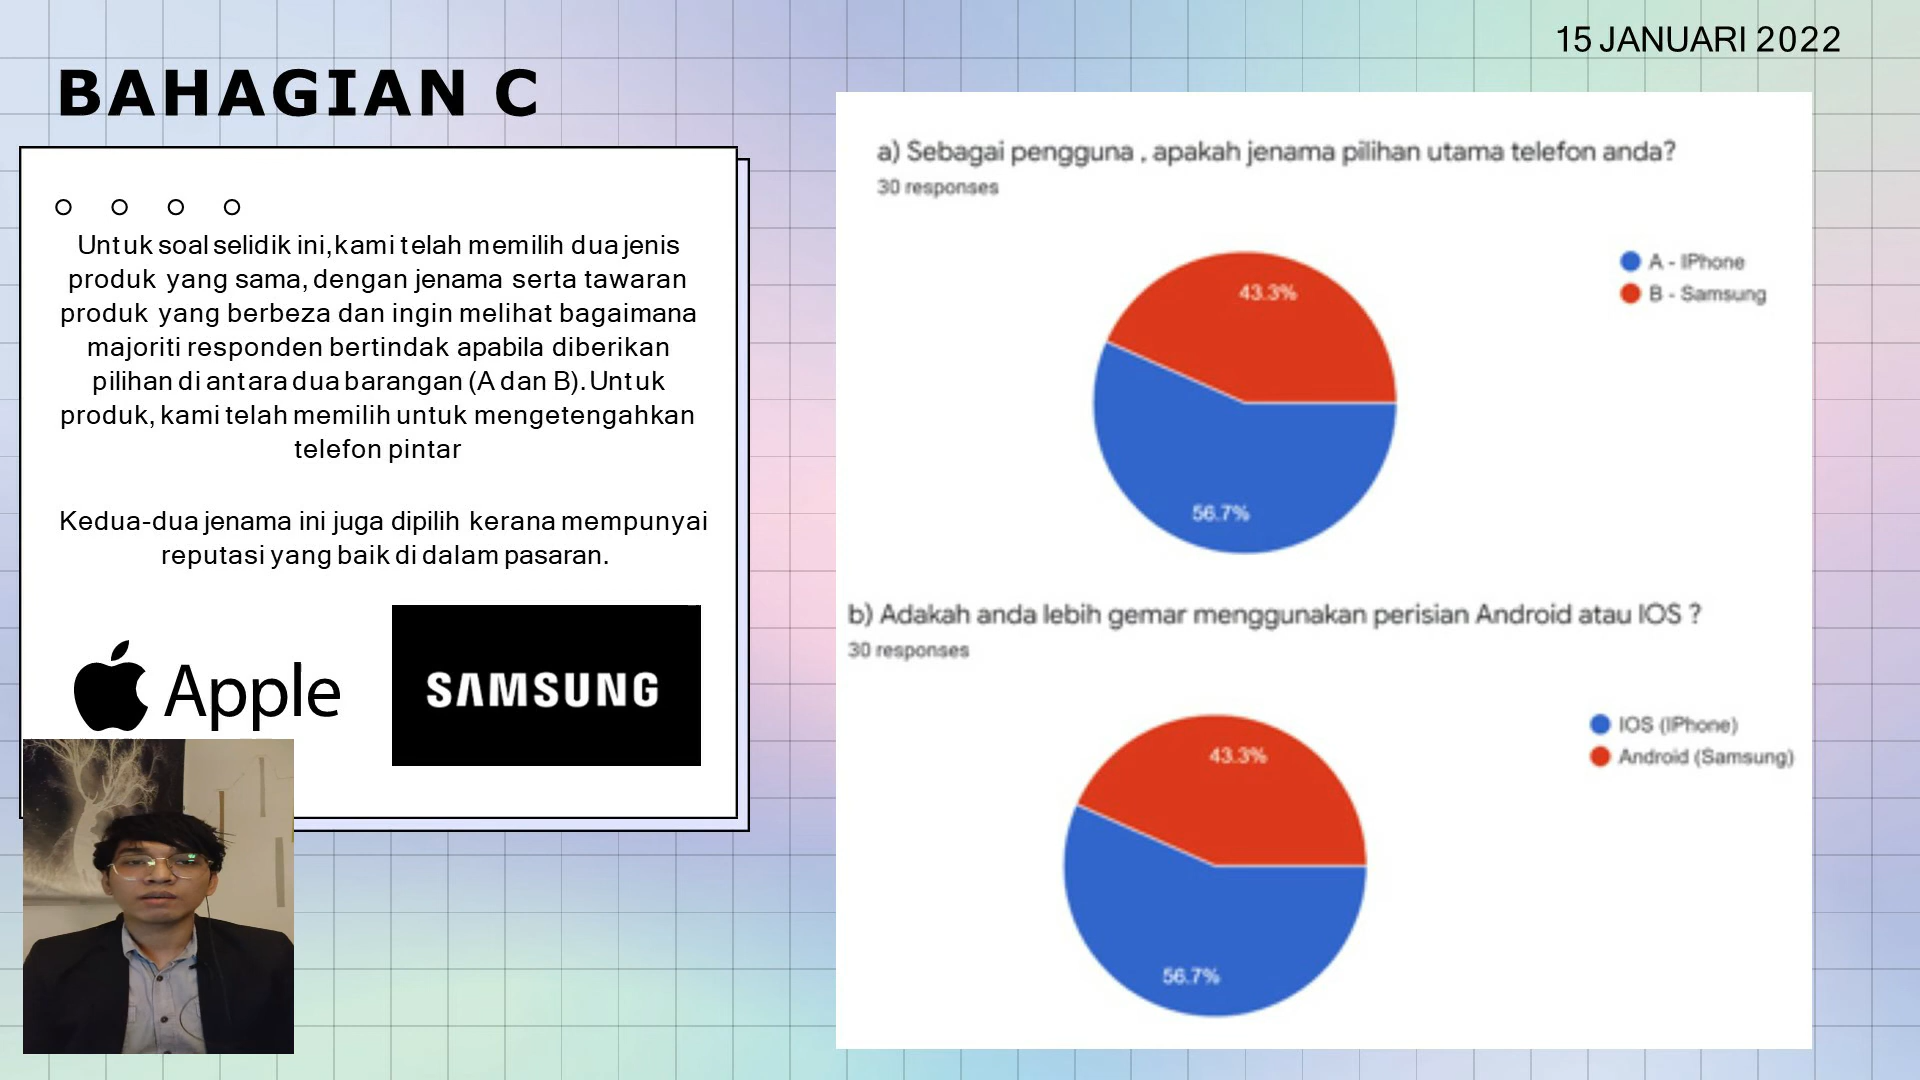 15 JANUARI 2022
BAHAGIAN C
Untuk soal selidik ini, kami telah memilih dua jenis
produk yang sama, dengan jenama serta tawaran
produk yang berbeza dan ingin melihat bagaimana
majoriti responden bertindak apabila diberikan
pilihan di antara dua barangan (A dan B). Untuk
produk, kami telah memilih untuk mengetengahkan
telefon pintar
Kedua-dua jenama ini juga dipilih kerana mempunyai
reputasi yang baik di dalam pasaran.
Apple
SAMSUNG
a) Sebagai pengguna , apakah jenama pilihan utama telefon anda?
30 responses
A - IPhone
B - Samsung
43.3%
56.7%
b) Adakah anda lebih gemar menggunakan perisian Android atau IOS ?
30 responses
IOS (IPhone)
Android (Samsung)
43.3%
56.7%